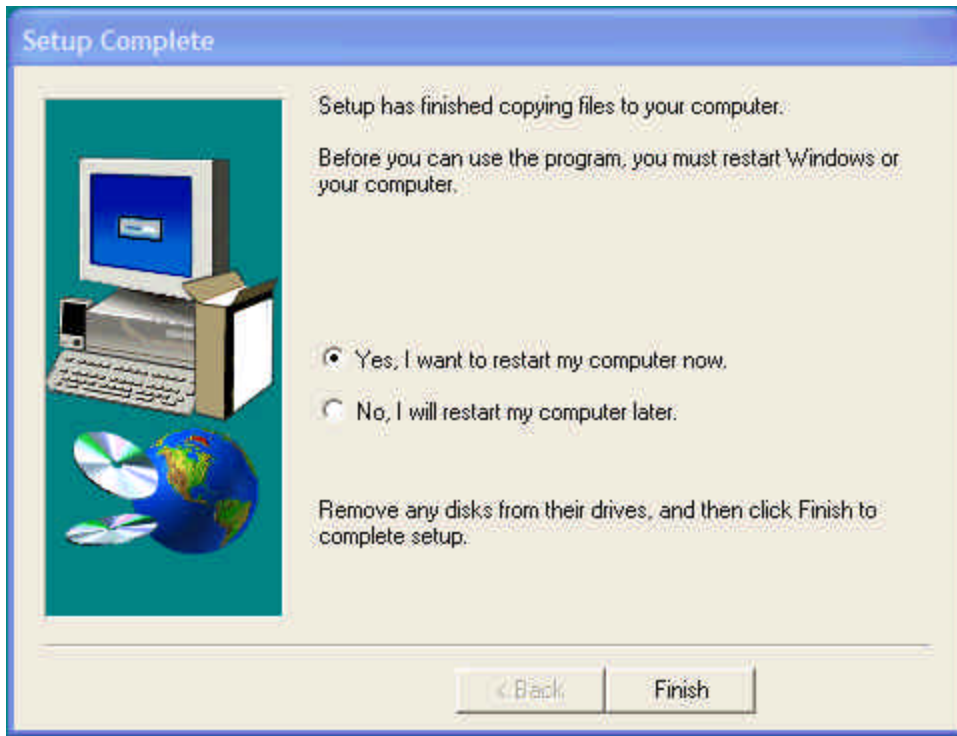 Setup Complete
Setup has finished copying files to your computer.
Before you can use the program, you must restart Windows or
your computer.
Yes, I want to restart my computer now.
No, I will restart my computer later.
Remove any disks from their drives, and then click Finish to
complete setup.
< Back
Finish